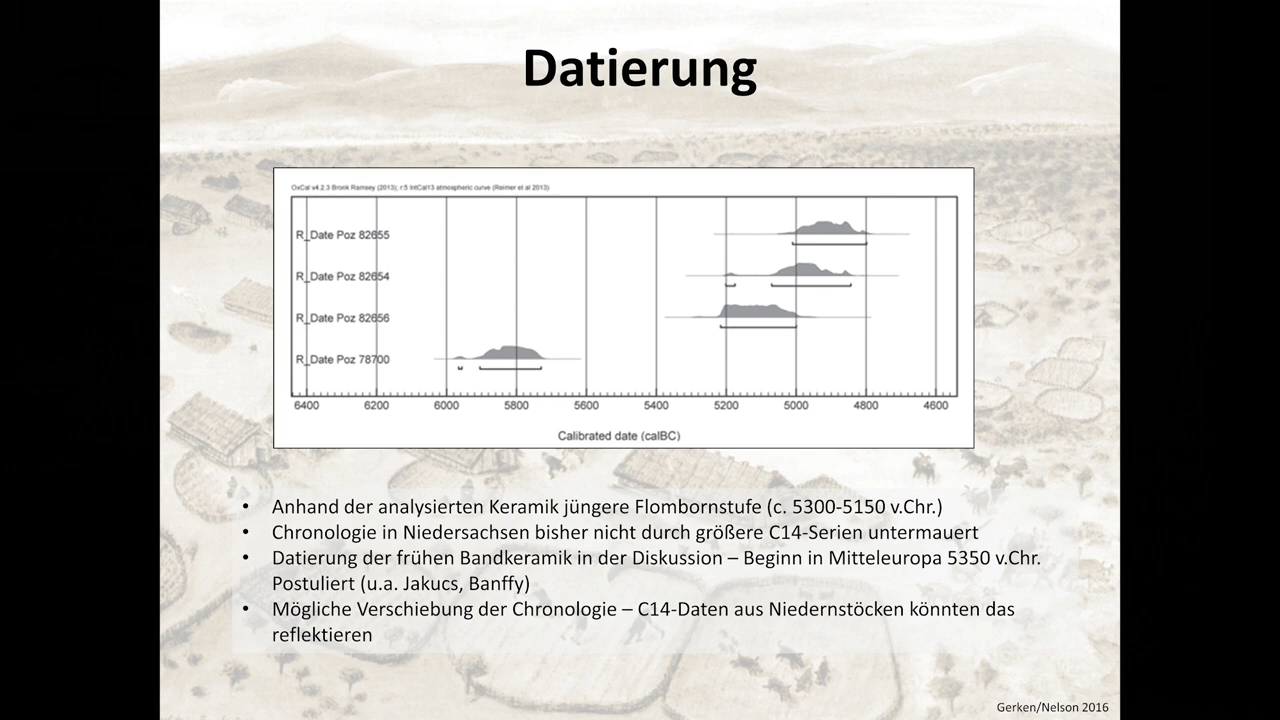 Datierung
OxCal v4.2.3 Bronk Ramsey (2013); r:5 IntCal13 atmospheric curve (Reimer et al 2013)
R_Date Poz 82655
R_Date Poz 82654
R_Date Poz 82656
R_Date Poz 78700
6400 6200 6000 5800 5600 5400 5200 5000 4800 4600
Calibrated date (calBC)
• Anhand der analysierten Keramik jüngere Flombornstufe (c. 5300-5150 v.Chr.)
• Chronologie in Niedersachsen bisher nicht durch größere C14-Serien untermauert
• Datierung der frühen Bandkeramik in der Diskussion – Beginn in Mitteleuropa 5350 v.Chr.
Postuliert (u.a. Jakucs, Banffy)
• Mögliche Verschiebung der Chronologie – C14-Daten aus Niedernstöcken könnten das
reflektieren
Gerken/Nelson 2016